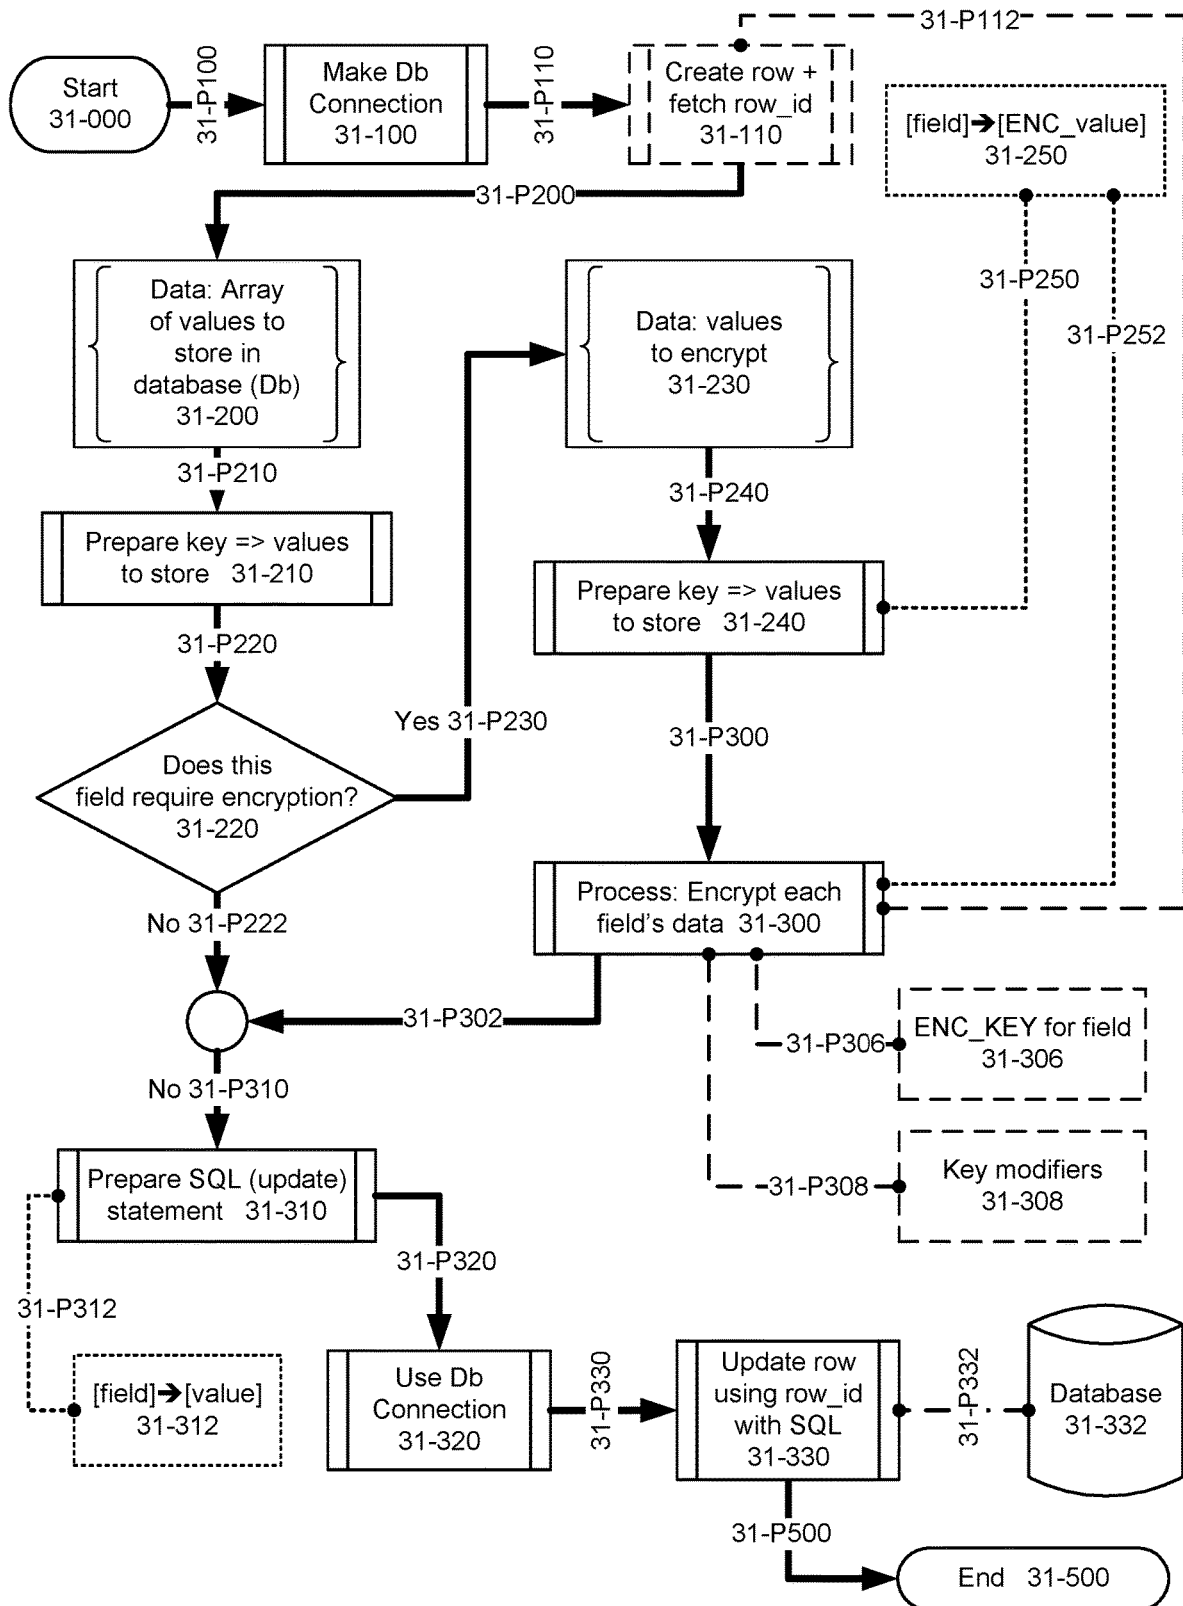 31-P112
Start
31-000
31-P100
Make Db
Connection
31-100
31-P110
Create row +
fetch row_id
31-110
[field]➔[ENC_value]
31-250
31-P200
31-P250
31-P252
Data: Array
of values to
store in
database (Db)
31-200
Data: values
to encrypt
31-230
31-P210
31-P240
Prepare key => values
to store 31-210
Prepare key => values
to store 31-240
31-P220
Yes 31-P230
31-P300
Does this
field require encryption?
31-220
Process: Encrypt each
field's data 31-300
No 31-P222
31-P302
31-P306
ENC_KEY for field
31-306
No 31-P310
Prepare SQL (update)
statement 31-310
31-P308
Key modifiers
31-308
31-P320
31-P312
[field]➔[value]
31-312
Use Db
Connection
31-320
31-P330
Update row
using row_id
with SQL
31-330
31-P332
Database
31-332
31-P500
End 31-500